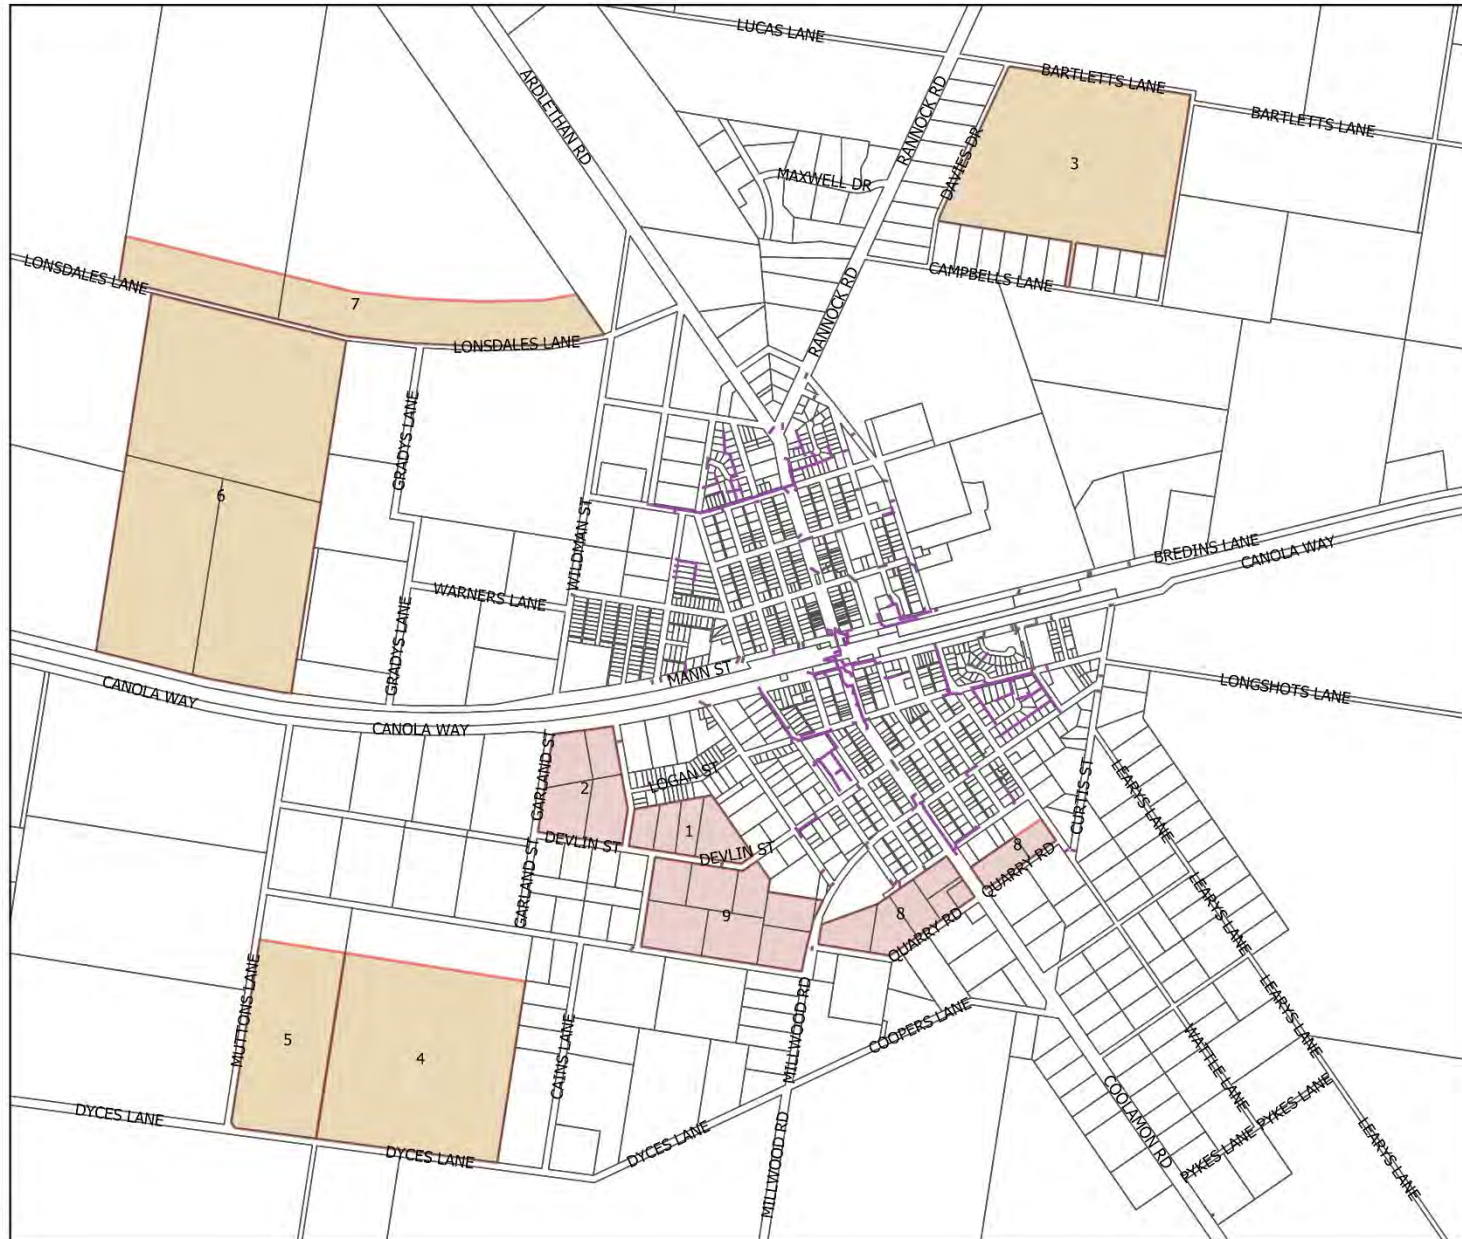 LUCAS LANE
BARTLETTS LANE
BARTLETTS LANE
ARDLETHAN RD
RANNOCK RD
DAVIES DR
3
MAXWELL DR
LONSDALES LANE
CAMPBELLS LANE
7
RANNOCK RD
LONSDALES LANE
GRADYS LANE
6
WILDMAN ST
BREDINS LANE
CANOLA WAY
WARNERS LANE
GRADYS LANE
MANN ST
CANOLA WAY
LONGSHOTS LANE
CANOLA WAY
GARLAND ST
LOGAN ST
2
CURTIS ST
LEARYS LANE
1
DEVLIN ST
DEVLIN ST
8
QUARRY RD
GARLAND ST
9
8
QUARRY RD
LEARYS LANE
MUTTONS LANE
MILLWOOD RD
COOPERS LANE
LEARYS LANE
5
4
CAINS LANE
WATTLE LANE
COOLAMON RD
PYKES LANE
PYKES LANE
DYCES LANE
DYCES LANE
DYCES LANE
MILLWOOD RD
LEARYS LANE